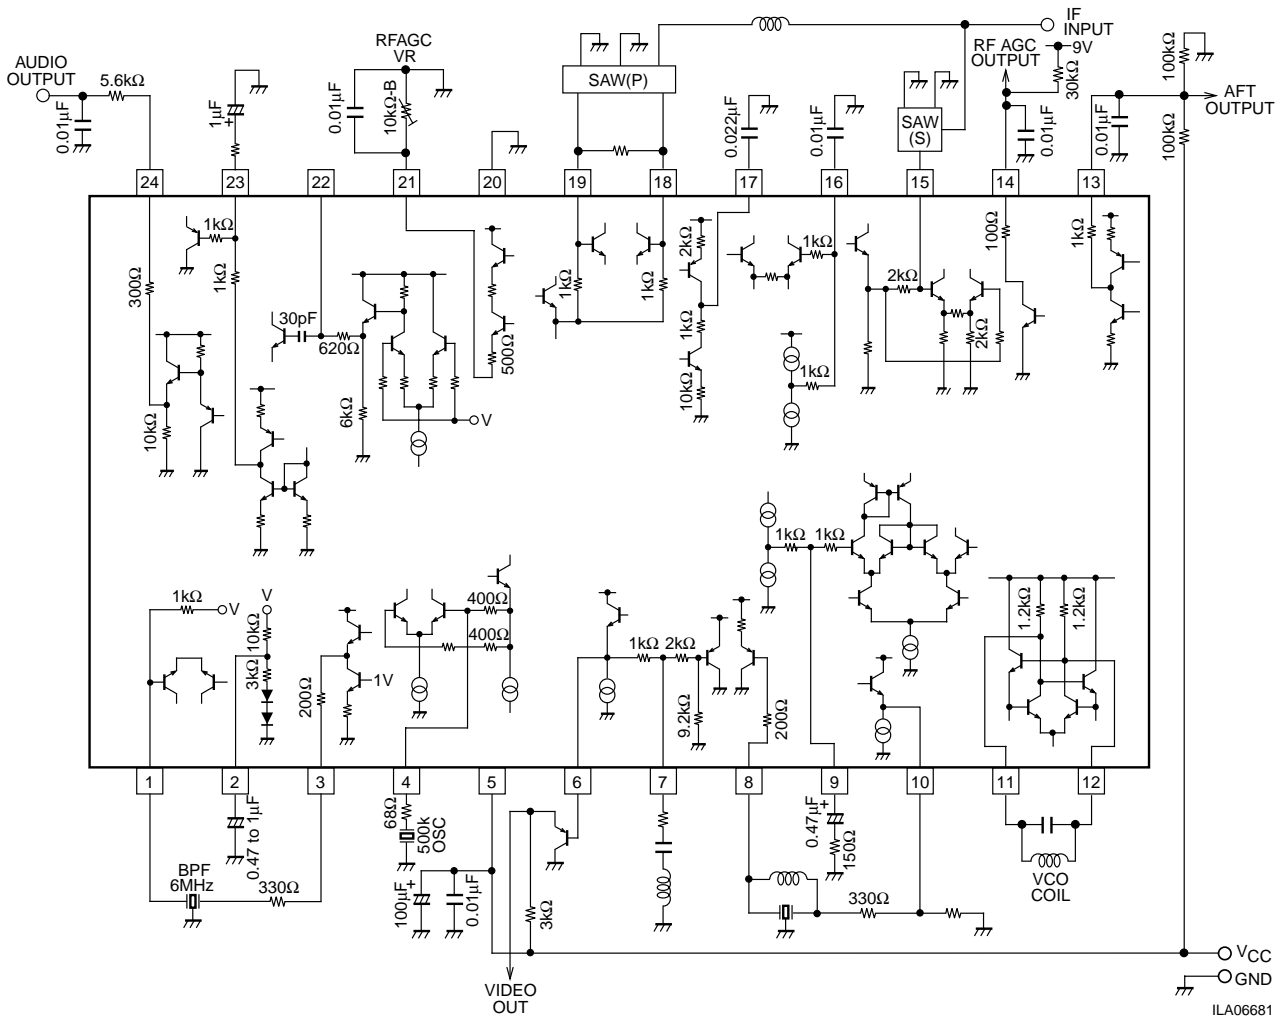 IF
INPUT
RFAGC
VR
RF AGC
OUTPUT
9V
30kΩ
100kΩ
AUDIO
OUTPUT
5.6kΩ
0.01μF
1μF
+
0.01μF
10kΩ-B
SAW(P)
0.022μF
0.01μF
SAW
(S)
0.01μF
0.01μF
100kΩ
AFT
OUTPUT
24
23
22
21
20
19
18
17
16
15
14
13
1kΩ
1kΩ
300Ω
10kΩ
30pF
620Ω
6kΩ
V
500Ω
1kΩ
1kΩ
2kΩ
1kΩ
10kΩ
1kΩ
1kΩ
2kΩ
2kΩ
100Ω
1kΩ
1kΩ
1kΩ
1kΩ
V
V
10kΩ
3kΩ
200Ω
1V
400Ω
400Ω
1kΩ
2kΩ
9.2kΩ
200Ω
1.2kΩ
1.2kΩ
1
2
3
4
5
6
7
8
9
10
11
12
0.47 to 1μF
68Ω
500k
OSC
0.47μF
+
150Ω
VCO
COIL
BPF
6MHz
330Ω
100μF
+
0.01μF
3kΩ
330Ω
VCC
GND
VIDEO
OUT
ILA06681